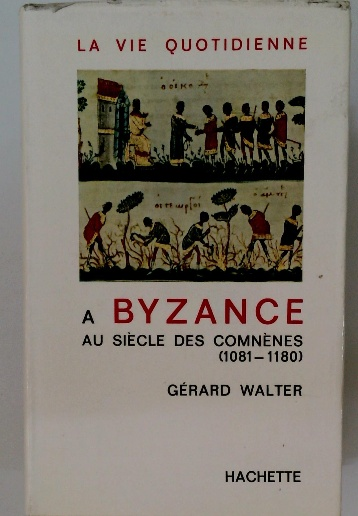 LA VIE QUOTIDIENNE
A BYZANCE
AU SIÈCLE DES COMNÈNES
(1081-1180)
GÉRARD WALTER
HACHETTE